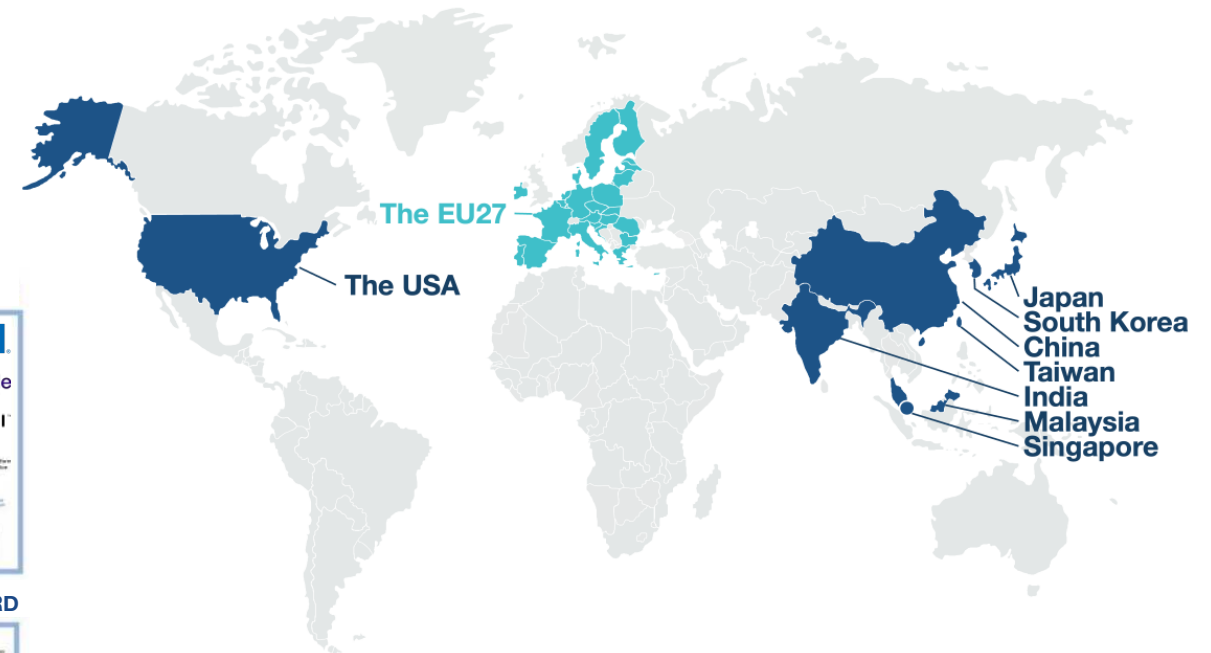 The EU27
The USA
Japan
South Korea
China
Taiwan
India
Malaysia
Singapore
e
RD